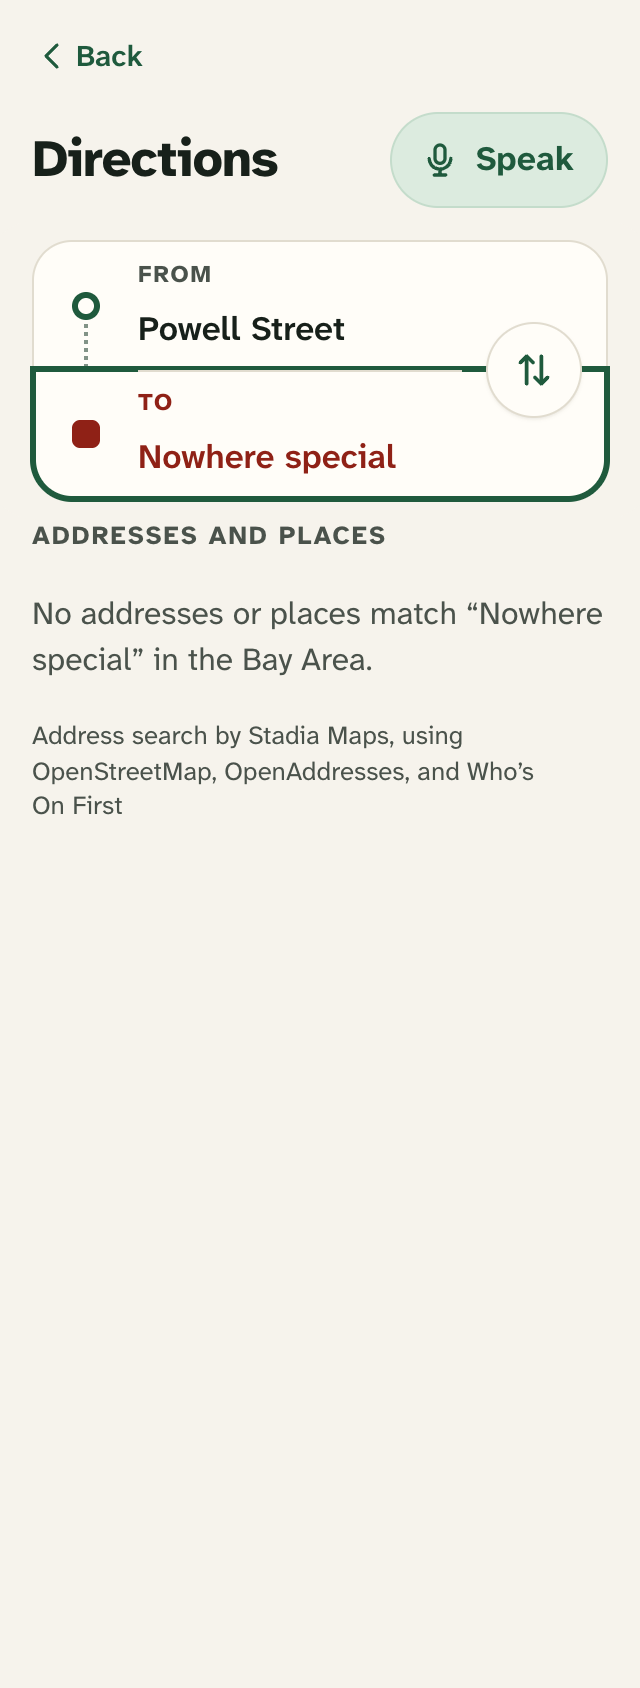 Back
Directions
Speak
FROM
Powell Street
TO
Nowhere special
ADDRESSES AND PLACES
No addresses or places match “Nowhere
special” in the Bay Area.
Address search by Stadia Maps, using
OpenStreetMap, OpenAddresses, and Who’s
On First